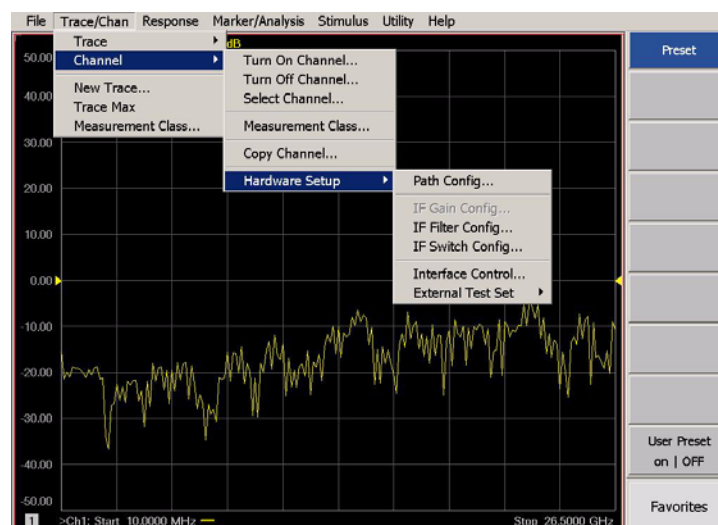 File Trace/Chan Response Marker/Analysis Stimulus Utility Help
Trace
Channel
New Trace...
Trace Max
Measurement Class...
dB
Turn On Channel...
Turn Off Channel...
Select Channel...
Measurement Class...
Copy Channel...
Hardware Setup
Path Config...
IF Gain Config...
IF Filter Config...
IF Switch Config...
Interface Control...
External Test Set
50.00
40.00
30.00
20.00
10.00
0.00
-10.00
-20.00
-30.00
-40.00
-50.00
1 >Ch1: Start 10.0000 MHz Stop 26.5000 GHz
Preset
User Preset
on | OFF
Favorites